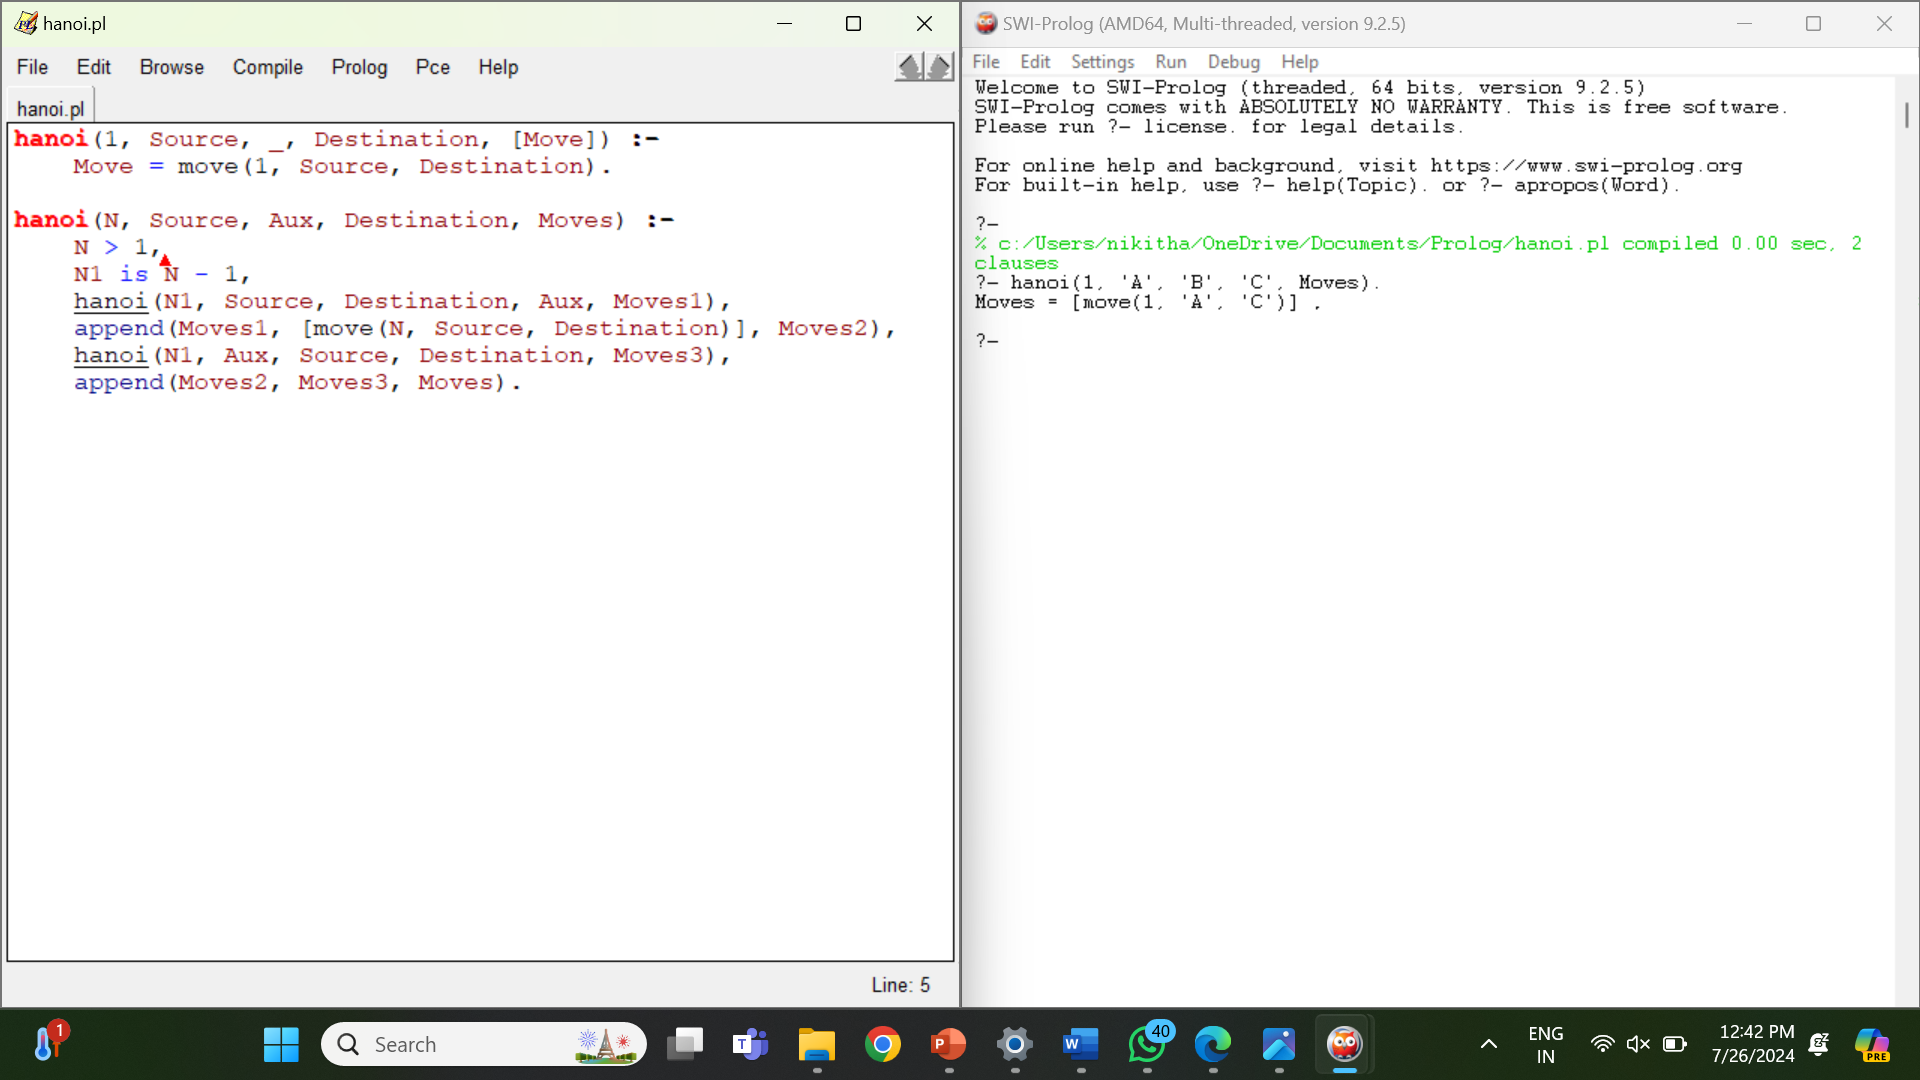 hanoi.pl
File Edit Browse Compile Prolog Pce Help
hanoi.pl
hanoi(1, Source, _, Destination, [Move]) :-
    Move = move(1, Source, Destination).
hanoi(N, Source, Aux, Destination, Moves) :-
    N > 1,
    N1 is N - 1,
    hanoi(N1, Source, Destination, Aux, Moves1),
    append(Moves1, [move(N, Source, Destination)], Moves2),
    hanoi(N1, Aux, Source, Destination, Moves3),
    append(Moves2, Moves3, Moves).
Line: 5
SWI-Prolog (AMD64, Multi-threaded, version 9.2.5)
File Edit Settings Run Debug Help
Welcome to SWI-Prolog (threaded, 64 bits, version 9.2.5)
SWI-Prolog comes with ABSOLUTELY NO WARRANTY. This is free software.
Please run ?- license. for legal details.
For online help and background, visit https://www.swi-prolog.org
For built-in help, use ?- help(Topic). or ?- apropos(Word).
?-
% c:/Users/nikitha/OneDrive/Documents/Prolog/hanoi.pl compiled 0.00 sec, 2
clauses
?- hanoi(1, 'A', 'B', 'C', Moves).
Moves = [move(1, 'A', 'C')] .
?-
1
Search
T
P
W
40
ENG
IN
12:42 PM
7/26/2024
PRE